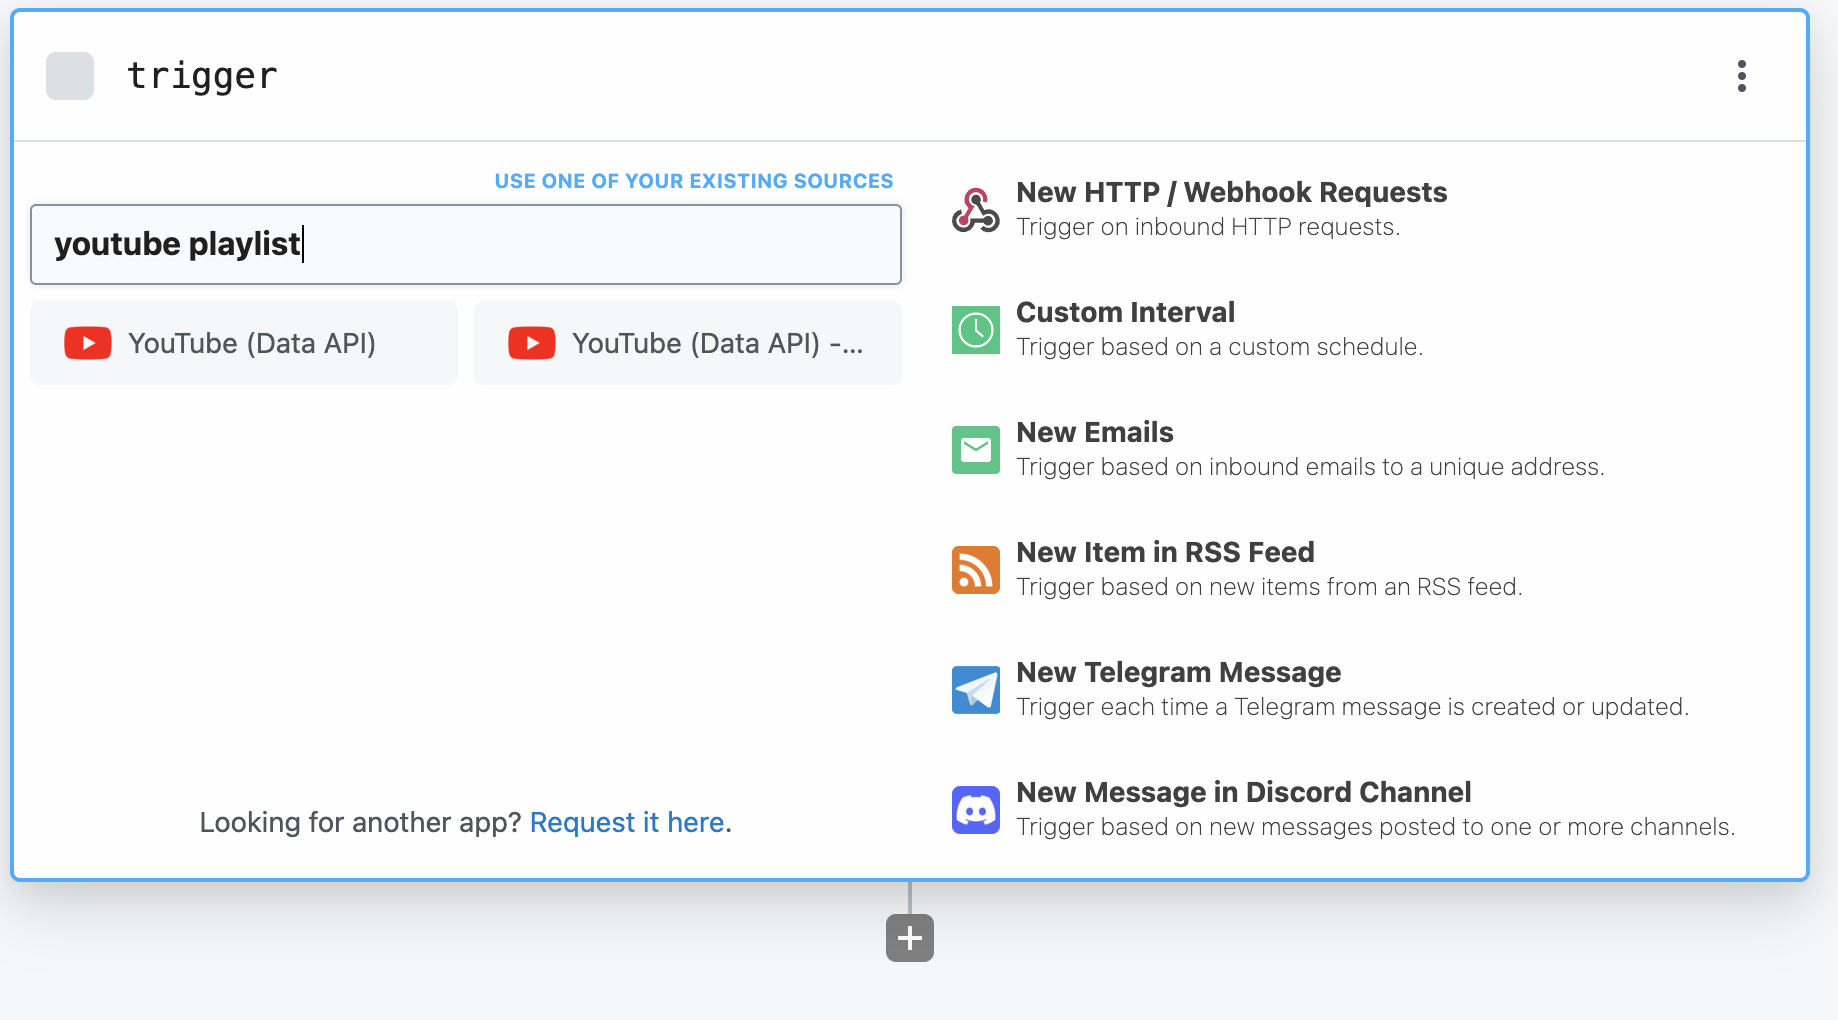 trigger
USE ONE OF YOUR EXISTING SOURCES
youtube playlist
YouTube (Data API)
YouTube (Data API) -...
Looking for another app? Request it here.
New HTTP / Webhook Requests
Trigger on inbound HTTP requests.
Custom Interval
Trigger based on a custom schedule.
New Emails
Trigger based on inbound emails to a unique address.
New Item in RSS Feed
Trigger based on new items from an RSS feed.
New Telegram Message
Trigger each time a Telegram message is created or updated.
New Message in Discord Channel
Trigger based on new messages posted to one or more channels.